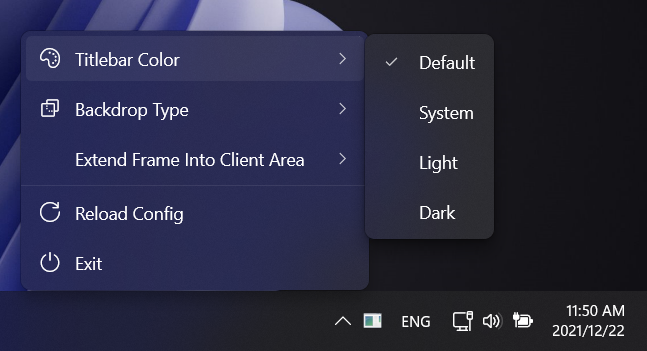 Titlebar Color
Backdrop Type
Extend Frame Into Client Area
Reload Config
Exit
Default
System
Light
Dark
ENG
11:50 AM
2021/12/22